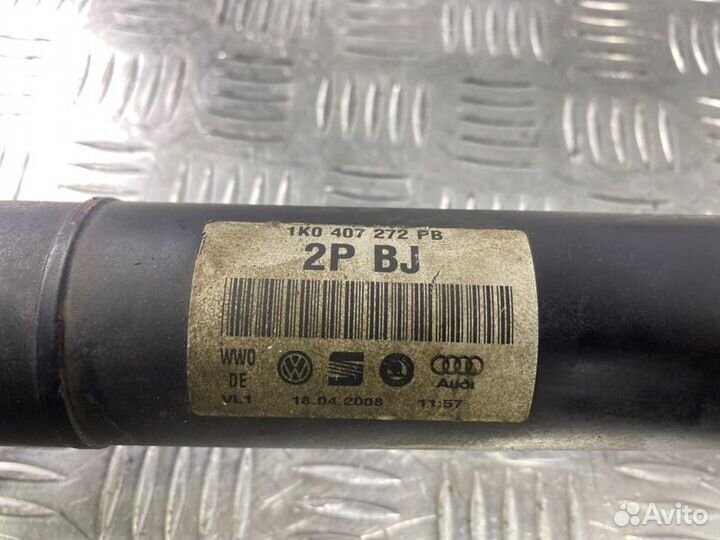 1K0 407 272 PB
2P BJ
WWO
DE
Audi
VL1 18.04.2008 11:57
Avito